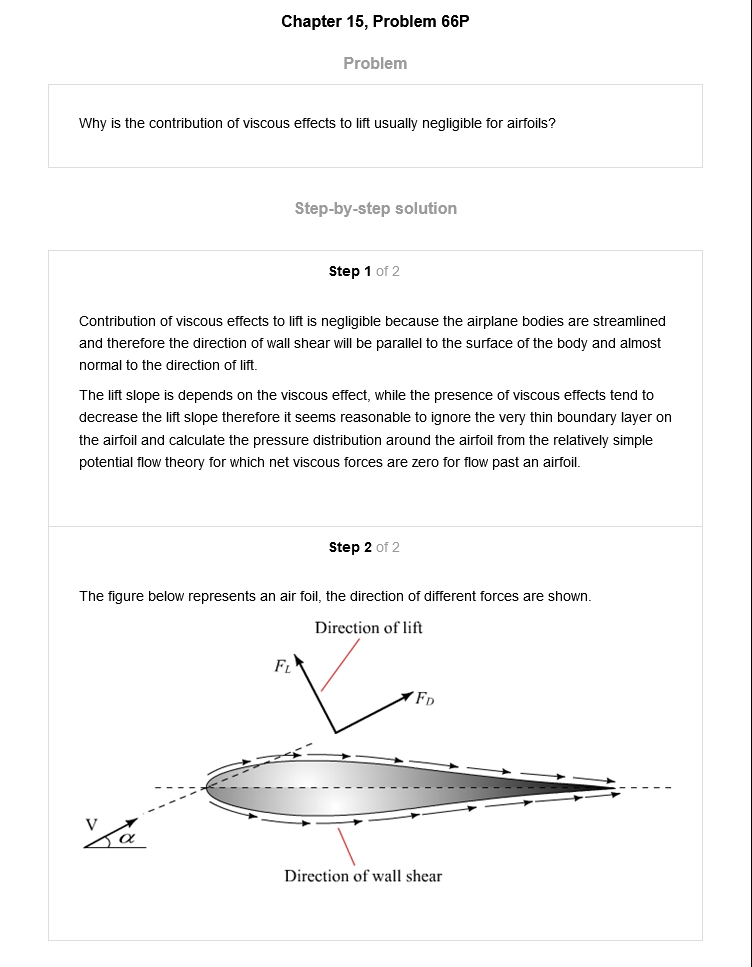 Chapter 15, Problem 66P
Problem
Why is the contribution of viscous effects to lift usually negligible for airfoils?
Step-by-step solution
Step 1 of 2
Contribution of viscous effects to lift is negligible because the airplane bodies are streamlined
and therefore the direction of wall shear will be parallel to the surface of the body and almost
normal to the direction of lift.
The lift slope is depends on the viscous effect, while the presence of viscous effects tend to
decrease the lift slope therefore it seems reasonable to ignore the very thin boundary layer on
the airfoil and calculate the pressure distribution around the airfoil from the relatively simple
potential flow theory for which net viscous forces are zero for flow past an airfoil.
Step 2 of 2
The figure below represents an air foil, the direction of different forces are shown.
Direction of lift
FL
FD
V
α
Direction of wall shear